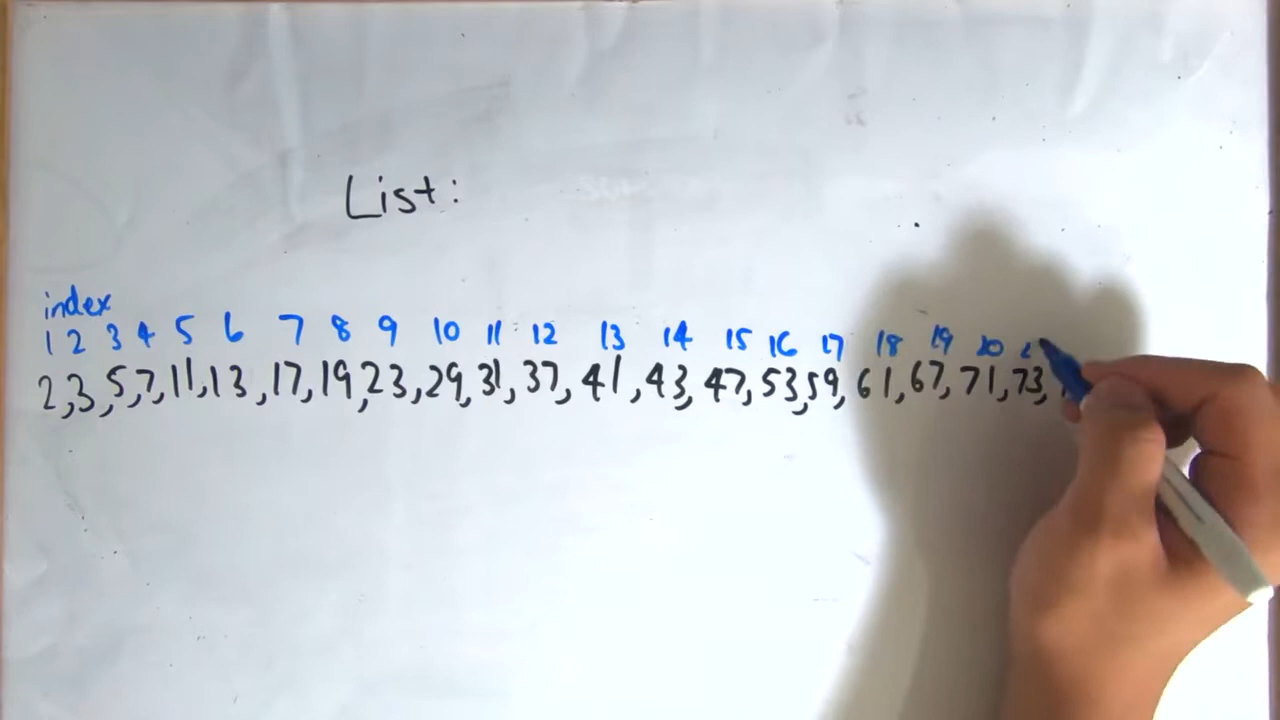 List:
index
1 2 3 4 5 6 7 8 9 10 11 12 13 14 15 16 17 18 19 20
2,3,5,7,11,13,17,19,23,29,31,37,41,43,47,53,59,61,67,71,73,